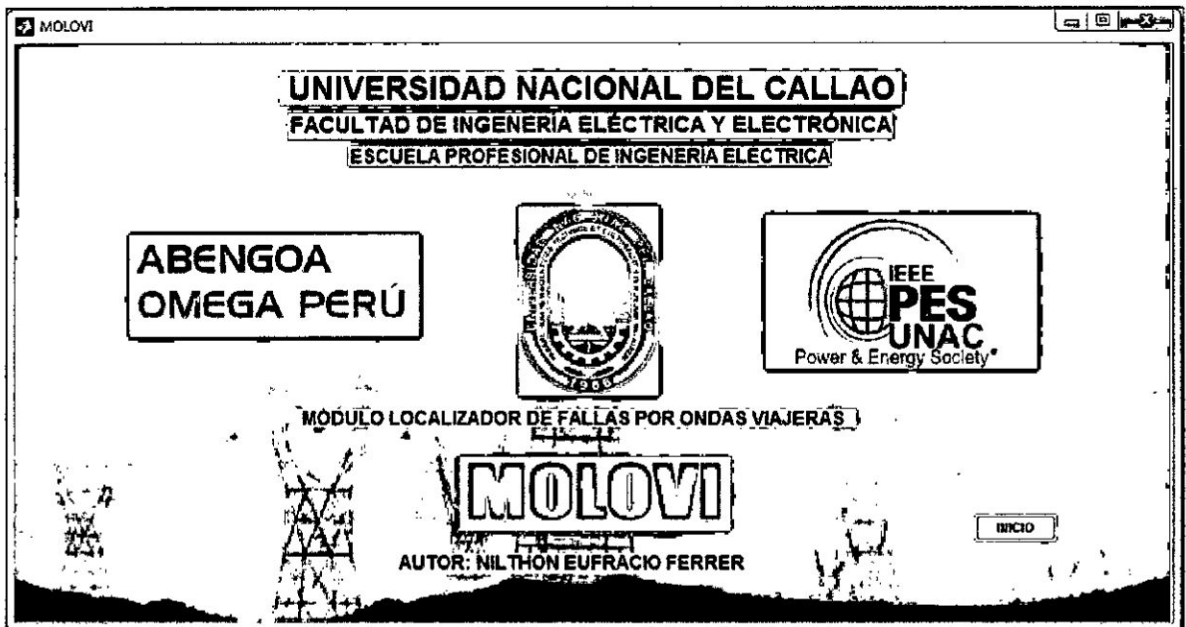 MOLOVI
UNIVERSIDAD NACIONAL DEL CALLAO
FACULTAD DE INGENERÍA ELÉCTRICA Y ELECTRÓNICA
ESCUELA PROFESIONAL DE INGENERÍA ELÉCTRICA
ABENGOA
OMEGA PERÚ
1966
IEEE
PES
UNAC
Power & Energy Society®
MÓDULO LOCALIZADOR DE FALLAS POR ONDAS VIAJERAS
MOLOVI
INICIO
AUTOR: NILTHON EUFRACIO FERRER